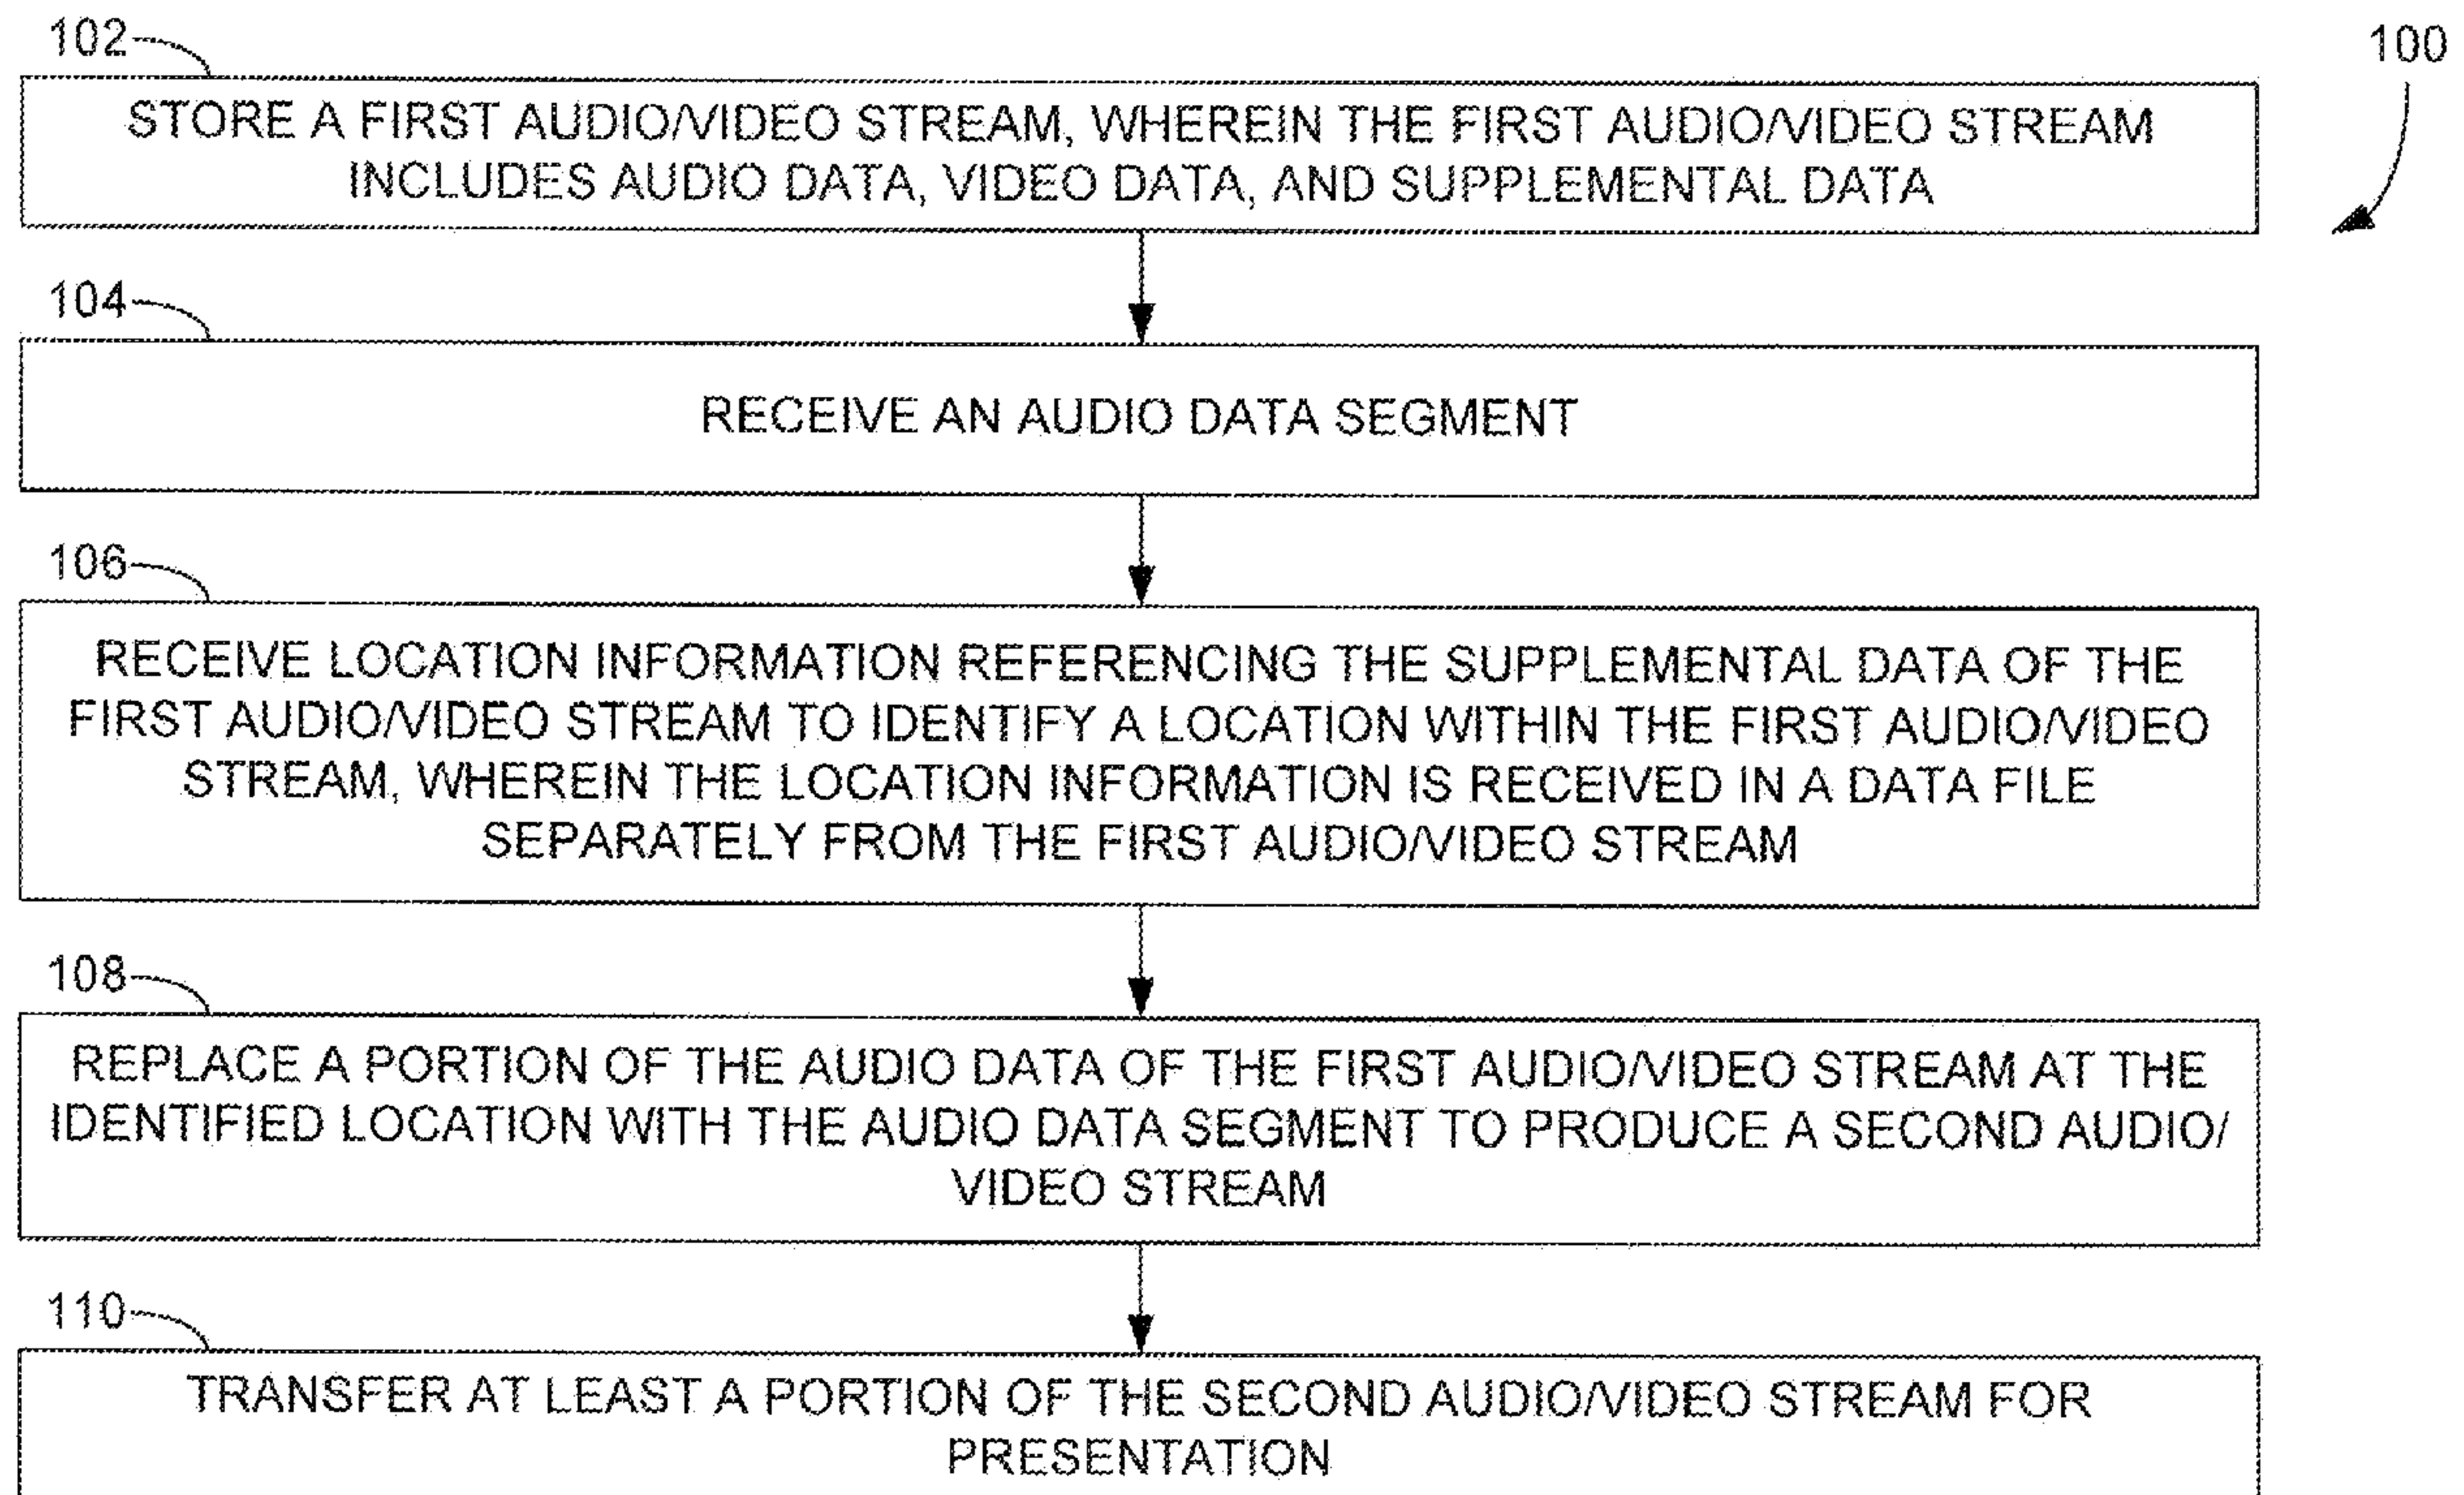 102
100
STORE A FIRST AUDIO/VIDEO STREAM, WHEREIN THE FIRST AUDIO/VIDEO STREAM
INCLUDES AUDIO DATA, VIDEO DATA, AND SUPPLEMENTAL DATA
104
RECEIVE AN AUDIO DATA SEGMENT
106
RECEIVE LOCATION INFORMATION REFERENCING THE SUPPLEMENTAL DATA OF THE
FIRST AUDIO/VIDEO STREAM TO IDENTIFY A LOCATION WITHIN THE FIRST AUDIO/VIDEO
STREAM, WHEREIN THE LOCATION INFORMATION IS RECEIVED IN A DATA FILE
SEPARATELY FROM THE FIRST AUDIO/VIDEO STREAM
108
REPLACE A PORTION OF THE AUDIO DATA OF THE FIRST AUDIO/VIDEO STREAM AT THE
IDENTIFIED LOCATION WITH THE AUDIO DATA SEGMENT TO PRODUCE A SECOND AUDIO/
VIDEO STREAM
110
TRANSFER AT LEAST A PORTION OF THE SECOND AUDIO/VIDEO STREAM FOR
PRESENTATION